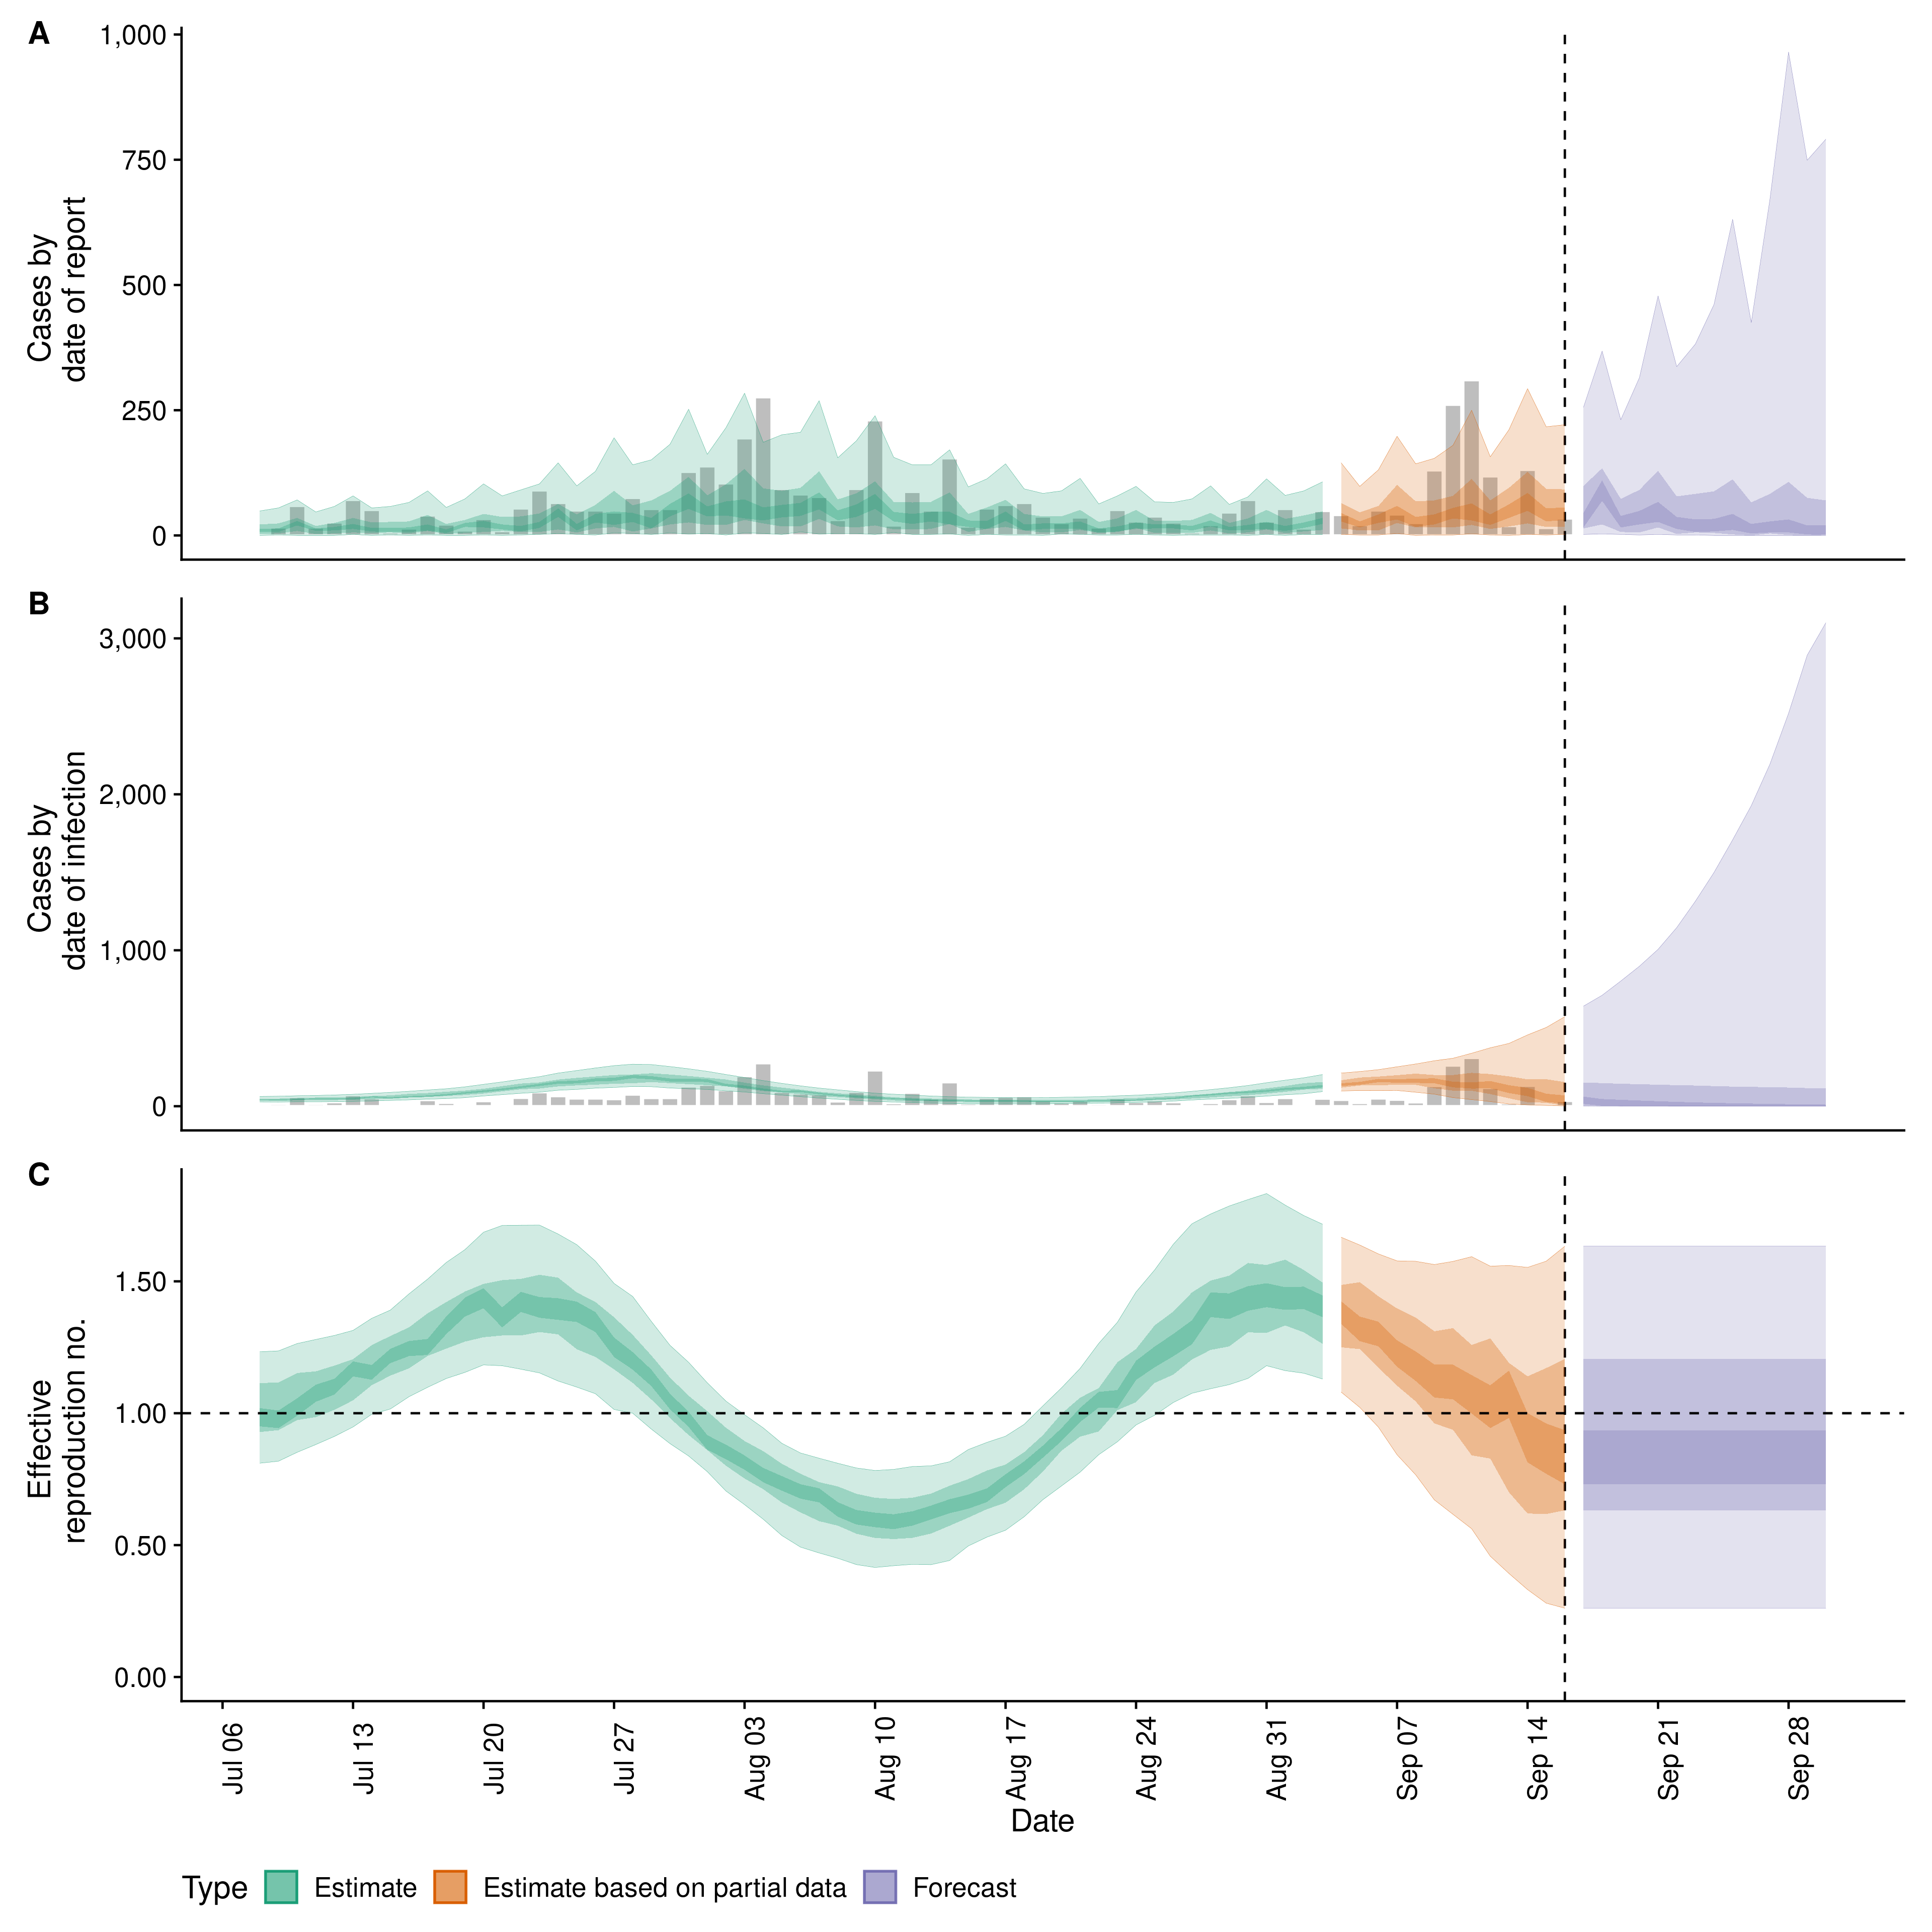 A
1,000
750
500
250
0
Cases by
date of report
B
3,000
2,000
1,000
0
Cases by
date of infection
C
1.50
1.00
0.50
0.00
Effective
reproduction no.
Jul 06
Jul 13
Jul 20
Jul 27
Aug 03
Aug 10
Aug 17
Aug 24
Aug 31
Sep 07
Sep 14
Sep 21
Sep 28
Date
Type Estimate Estimate based on partial data Forecast